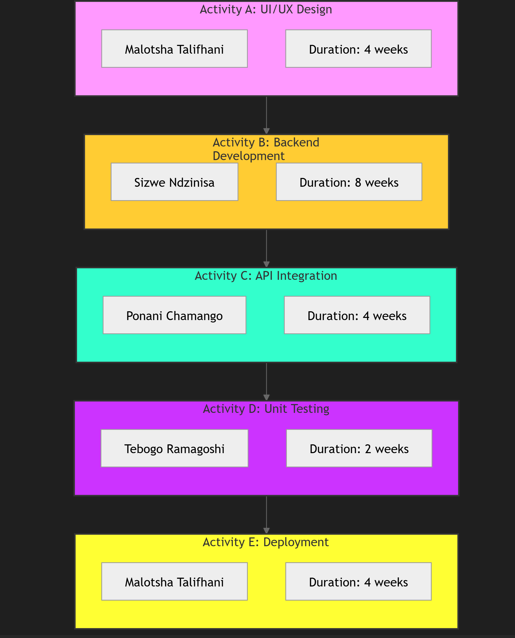 Activity A: UI/UX Design
Malotsha Talifhani
Duration: 4 weeks
Activity B: Backend
Development
Sizwe Ndzinisa
Duration: 8 weeks
Activity C: API Integration
Ponani Chamango
Duration: 4 weeks
Activity D: Unit Testing
Tebogo Ramagoshi
Duration: 2 weeks
Activity E: Deployment
Malotsha Talifhani
Duration: 4 weeks